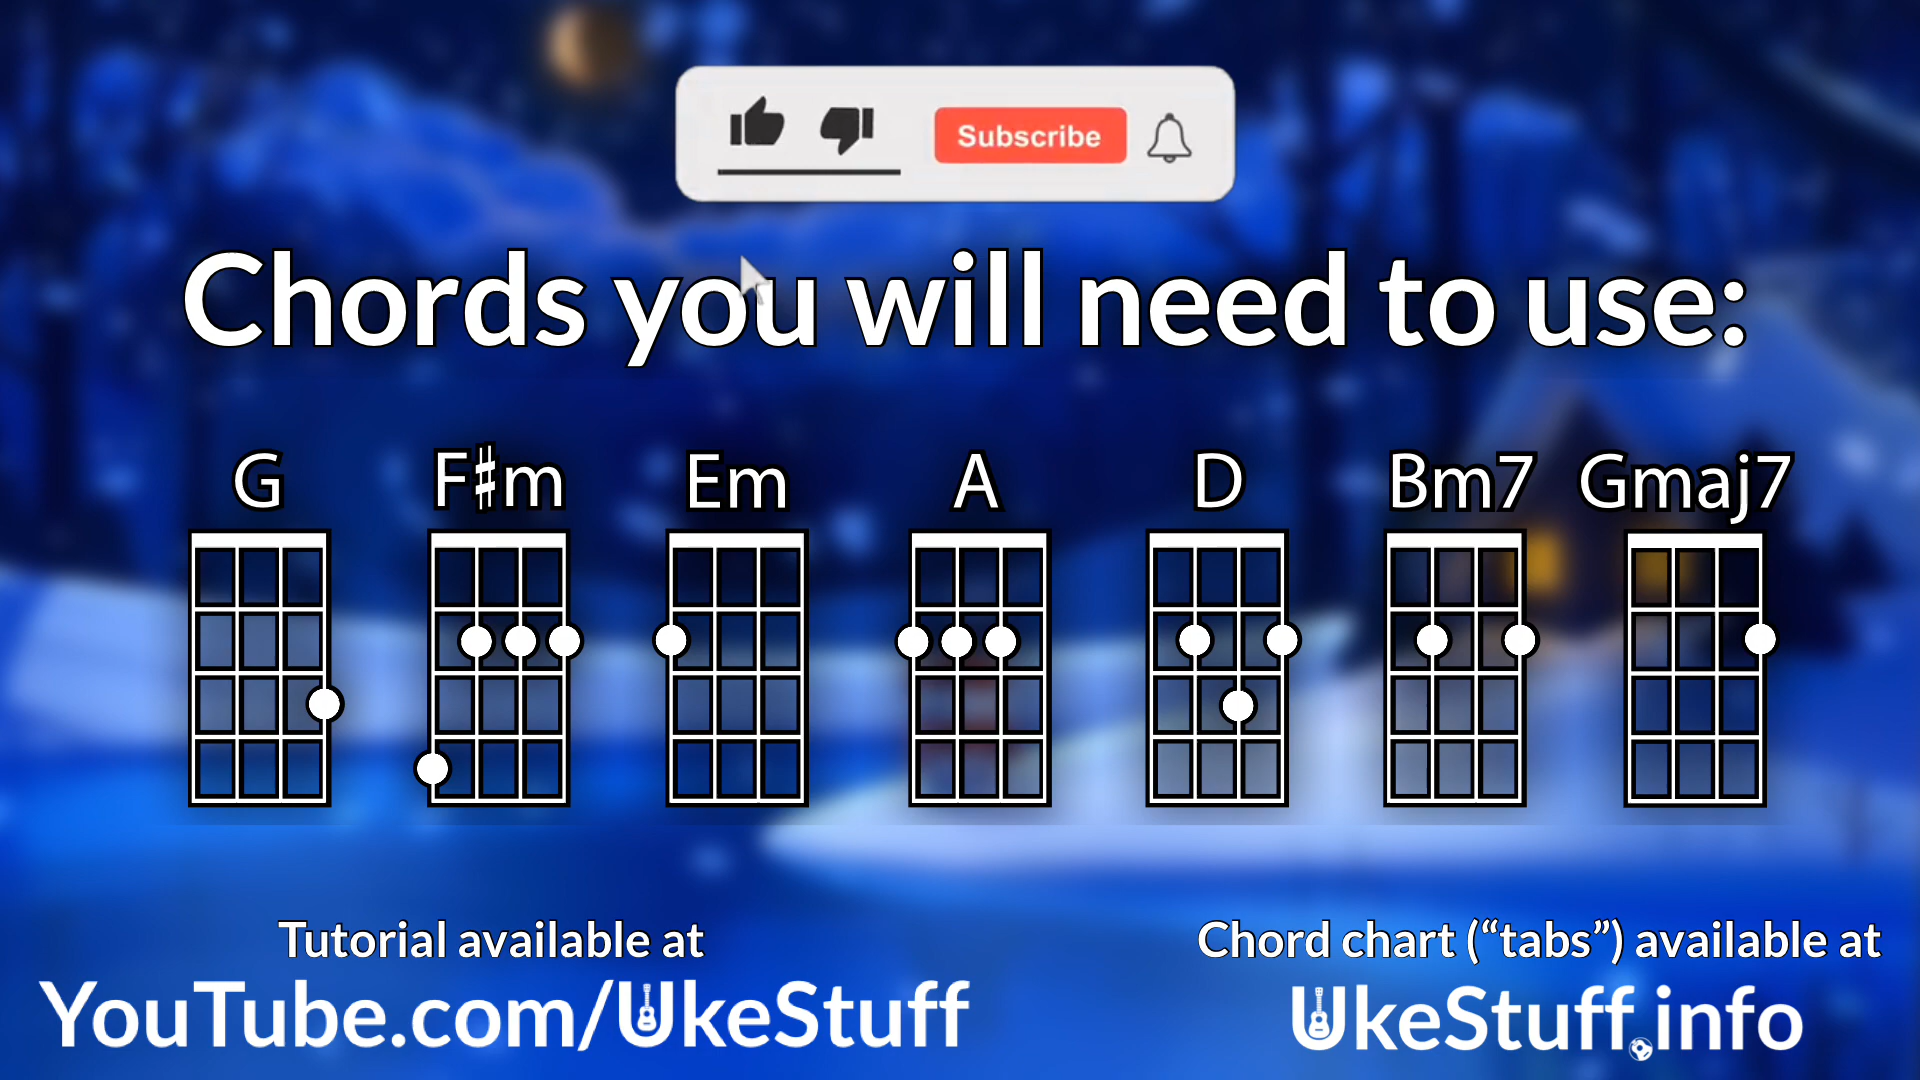 Subscribe
Chords you will need to use:
G F♯m Em A D Bm7 Gmaj7
Tutorial available at
YouTube.com/UkeStuff
Chord chart (“tabs”) available at
UkeStuff.info